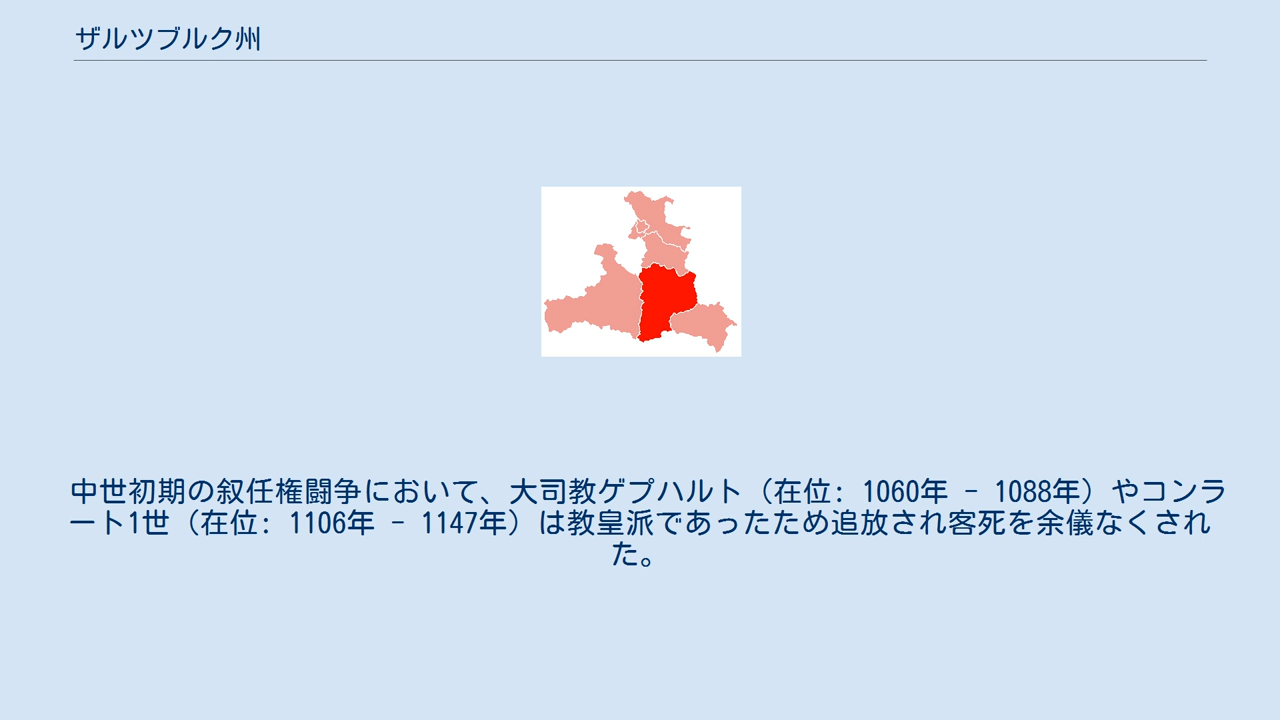 ザルツブルク州
中世初期の叙任権闘争において、大司教ゲプハルト（在位: 1060年 - 1088年）やコンラ
ート1世（在位: 1106年 - 1147年）は教皇派であったため追放され客死を余儀なくされ
た。